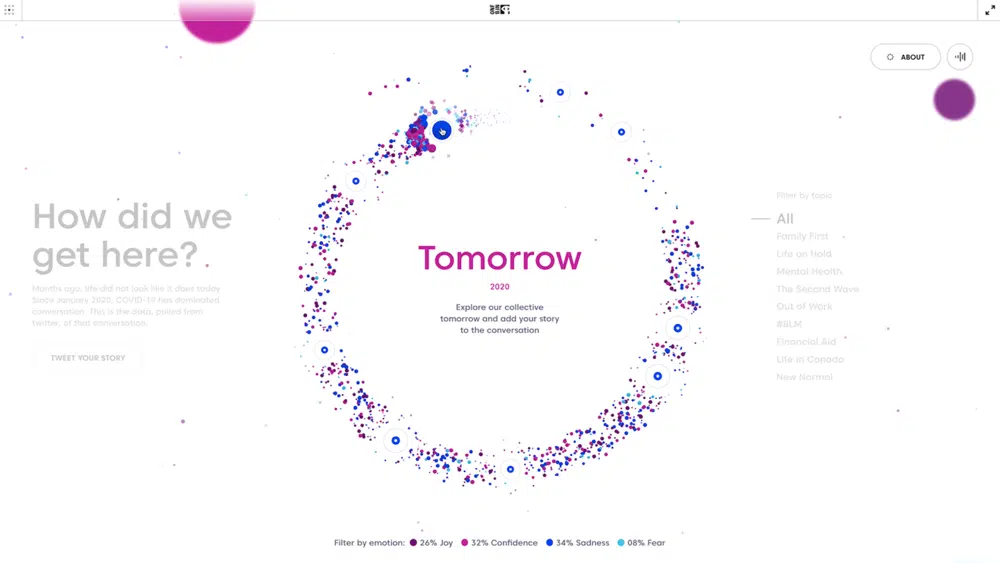 ABOUT
How did we
get here?
Months ago, life did not look like it does today.
Since January 2020, COVID-19 has dominated
conversation. This is the data, pulled from
twitter, of that conversation.
TWEET YOUR STORY
Tomorrow
2020
Explore our collective
tomorrow and add your story
to the conversation
Filter by topic
All
Family First
Life on Hold
Mental Health
The Second Wave
Out of Work
#BLM
Financial Aid
Life in Canada
New Normal
Filter by emotion: 26% Joy 32% Confidence 34% Sadness 08% Fear